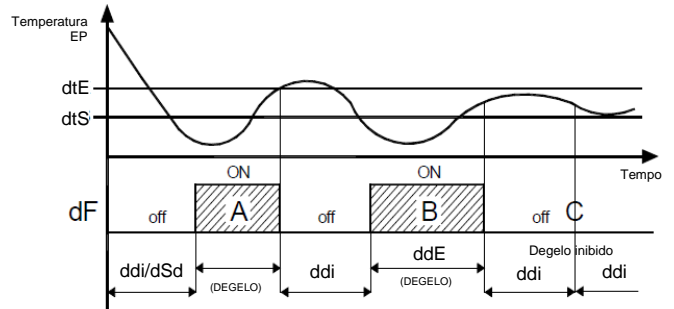 Temperatura
EP
dtE
dtS
Tempo
ON ON
dF off A off B off C
Degelo inibido
ddi/dSd (DEGELO) ddi ddE (DEGELO) ddi ddi